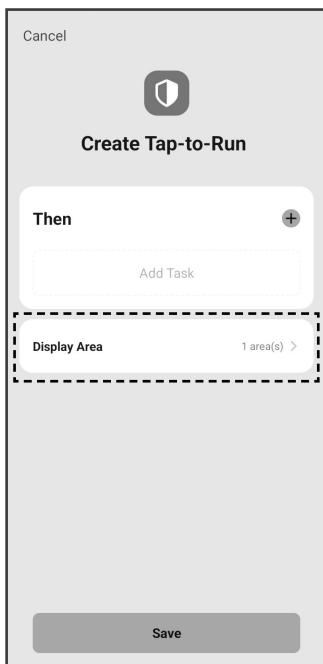 Cancel
Create Tap-to-Run
Then
Add Task
Display Area 1 area(s)
Save